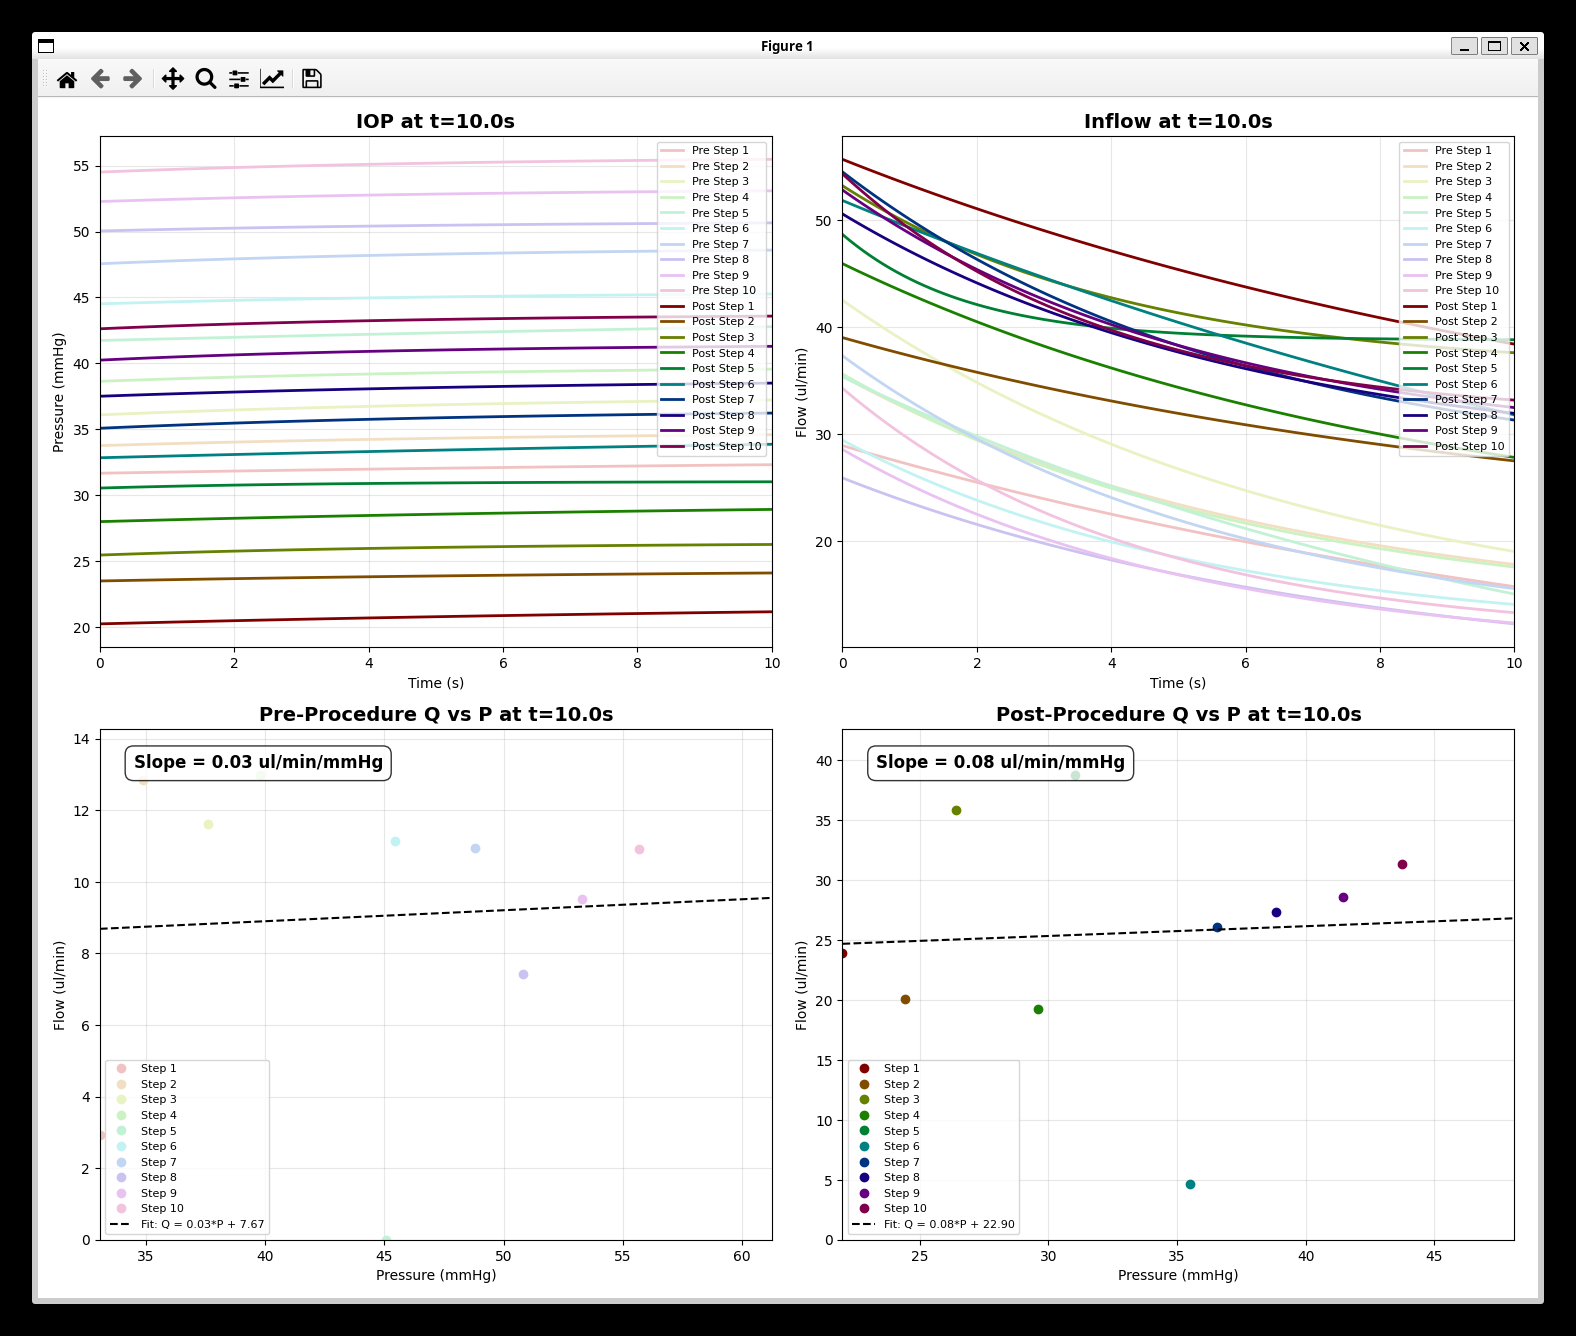 Figure 1
IOP at t=10.0s
Pressure (mmHg)
55
50
45
40
35
30
25
20
0 2 4 6 8 10
Time (s)
Pre Step 1
Pre Step 2
Pre Step 3
Pre Step 4
Pre Step 5
Pre Step 6
Pre Step 7
Pre Step 8
Pre Step 9
Pre Step 10
Post Step 1
Post Step 2
Post Step 3
Post Step 4
Post Step 5
Post Step 6
Post Step 7
Post Step 8
Post Step 9
Post Step 10
Inflow at t=10.0s
Flow (ul/min)
50
40
30
20
0 2 4 6 8 10
Time (s)
Pre Step 1
Pre Step 2
Pre Step 3
Pre Step 4
Pre Step 5
Pre Step 6
Pre Step 7
Pre Step 8
Pre Step 9
Pre Step 10
Post Step 1
Post Step 2
Post Step 3
Post Step 4
Post Step 5
Post Step 6
Post Step 7
Post Step 8
Post Step 9
Post Step 10
Pre-Procedure Q vs P at t=10.0s
Slope = 0.03 ul/min/mmHg
Flow (ul/min)
14
12
10
8
6
4
2
0
35 40 45 50 55 60
Pressure (mmHg)
Step 1
Step 2
Step 3
Step 4
Step 5
Step 6
Step 7
Step 8
Step 9
Step 10
Fit: Q = 0.03*P + 7.67
Post-Procedure Q vs P at t=10.0s
Slope = 0.08 ul/min/mmHg
Flow (ul/min)
40
35
30
25
20
15
10
5
0
25 30 35 40 45
Pressure (mmHg)
Step 1
Step 2
Step 3
Step 4
Step 5
Step 6
Step 7
Step 8
Step 9
Step 10
Fit: Q = 0.08*P + 22.90